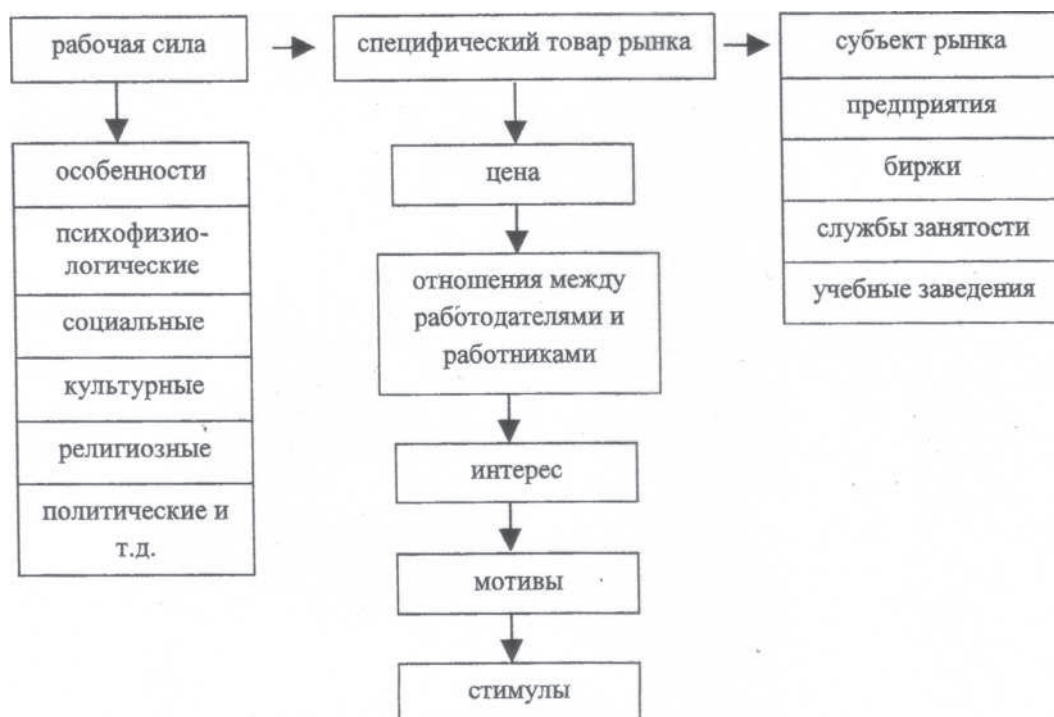 рабочая сила
специфический товар рынка
субъект рынка
предприятия
биржи
службы занятости
учебные заведения
особенности
психофизио-
логические
социальные
культурные
религиозные
политические и
т.д.
цена
отношения между
работодателями и
работниками
интерес
мотивы
стимулы